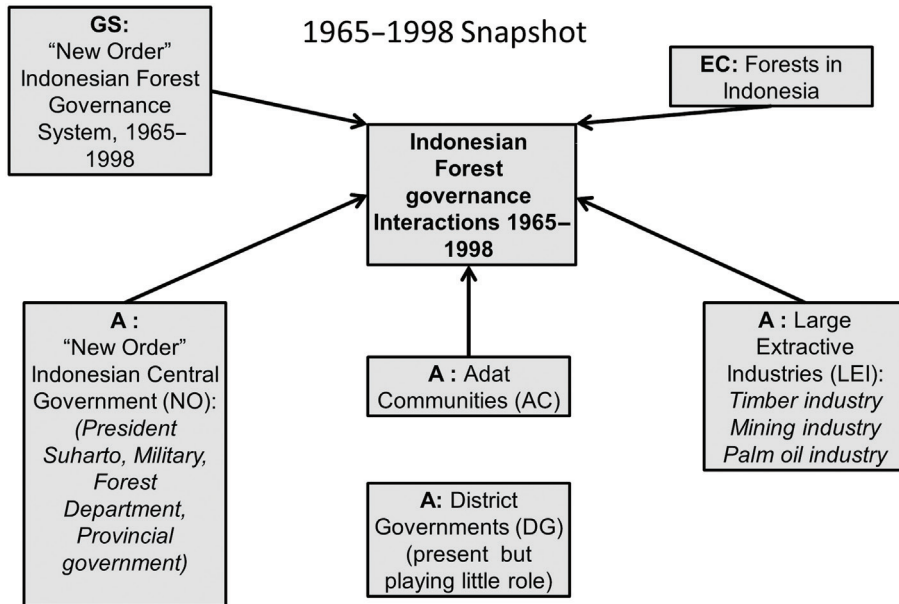 1965–1998 Snapshot
GS:
“New Order”
Indonesian Forest
Governance
System, 1965–
1998
EC: Forests in
Indonesia
Indonesian
Forest
governance
Interactions 1965–
1998
A :
“New Order”
Indonesian Central
Government (NO):
(President
Suharto, Military,
Forest
Department,
Provincial
government)
A : Adat
Communities (AC)
A : Large
Extractive
Industries (LEI):
Timber industry
Mining industry
Palm oil industry
A: District
Governments (DG)
(present but
playing little role)